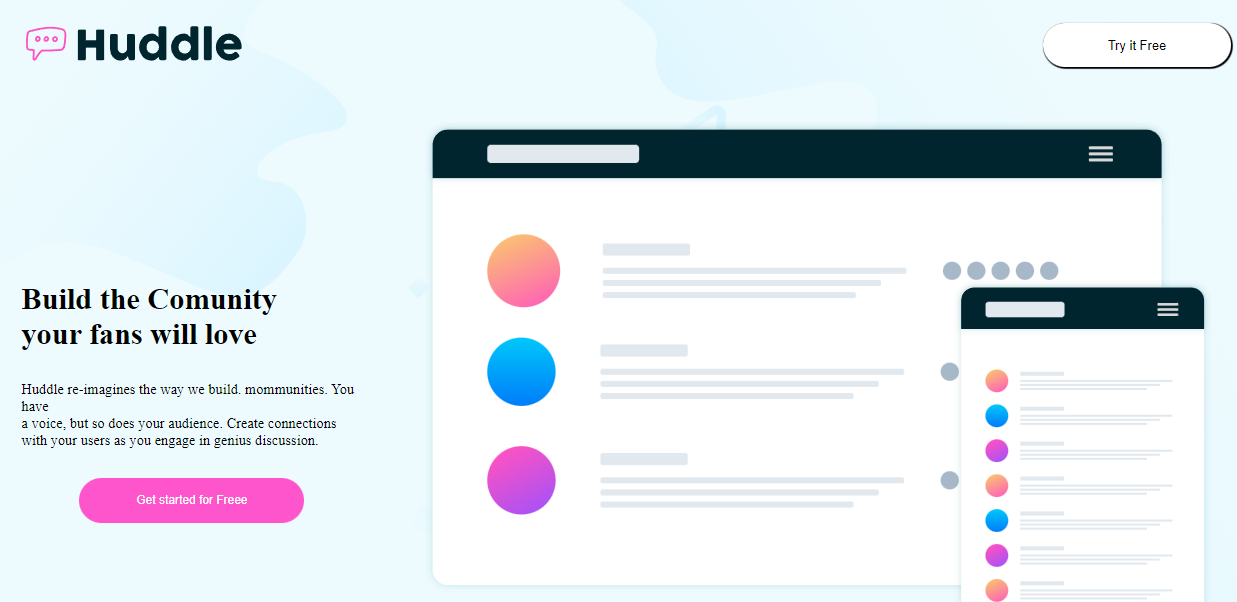 Huddle
Try it Free
Build the Comunity
your fans will love
Huddle re-imagines the way we build. mommunities. You
have
a voice, but so does your audience. Create connections
with your users as you engage in genius discussion.
Get started for Freee